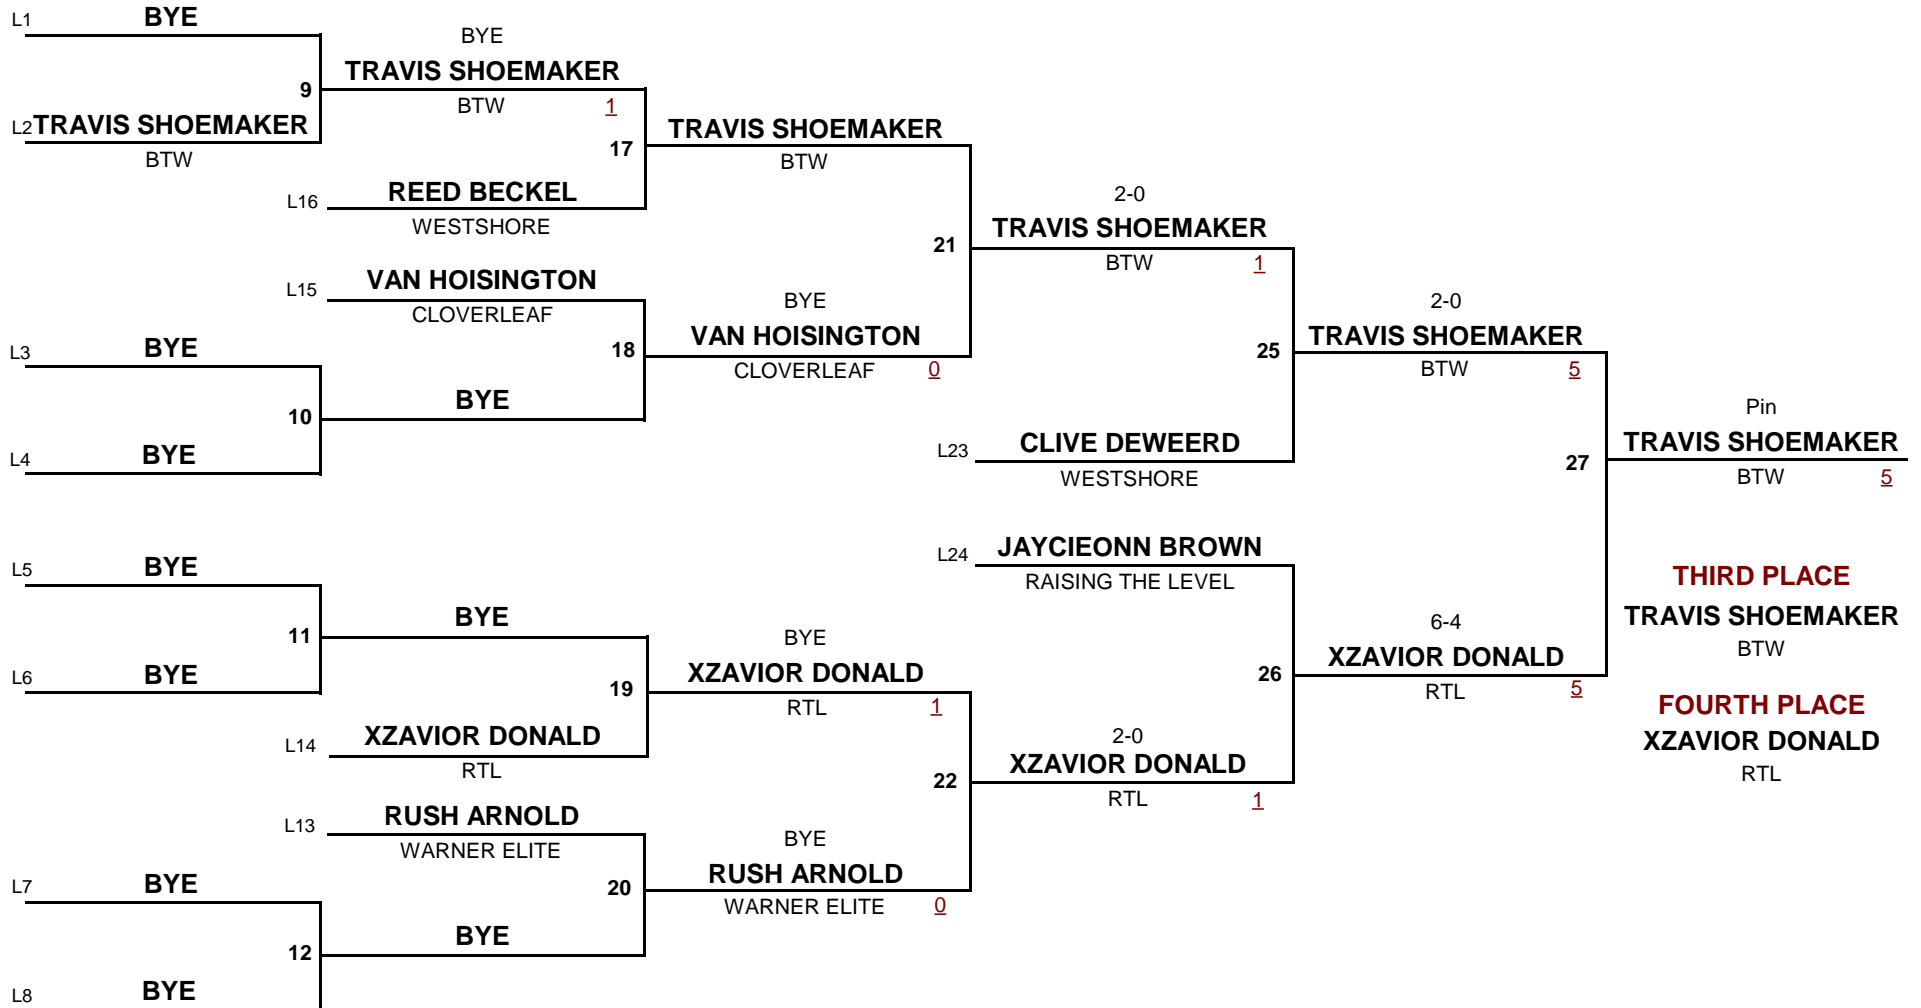 L1
BYE
9
L2
TRAVIS SHOEMAKER
BTW
BYE
TRAVIS SHOEMAKER
BTW
1
17
L16
REED BECKEL
WESTSHORE
TRAVIS SHOEMAKER
BTW
L15
VAN HOISINGTON
CLOVERLEAF
L3
BYE
10
L4
BYE
BYE
18
BYE
VAN HOISINGTON
CLOVERLEAF
0
21
2-0
TRAVIS SHOEMAKER
BTW
1
L23
CLIVE DEWEERD
WESTSHORE
25
2-0
TRAVIS SHOEMAKER
BTW
5
L5
BYE
11
L6
BYE
BYE
19
L14
XZAVIOR DONALD
RTL
BYE
XZAVIOR DONALD
RTL
1
L13
RUSH ARNOLD
WARNER ELITE
L7
BYE
12
L8
BYE
BYE
20
BYE
RUSH ARNOLD
WARNER ELITE
0
22
L24
JAYCIEONN BROWN
RAISING THE LEVEL
2-0
XZAVIOR DONALD
RTL
1
26
6-4
XZAVIOR DONALD
RTL
5
27
Pin
TRAVIS SHOEMAKER
BTW
5
THIRD PLACE
TRAVIS SHOEMAKER
BTW
FOURTH PLACE
XZAVIOR DONALD
RTL